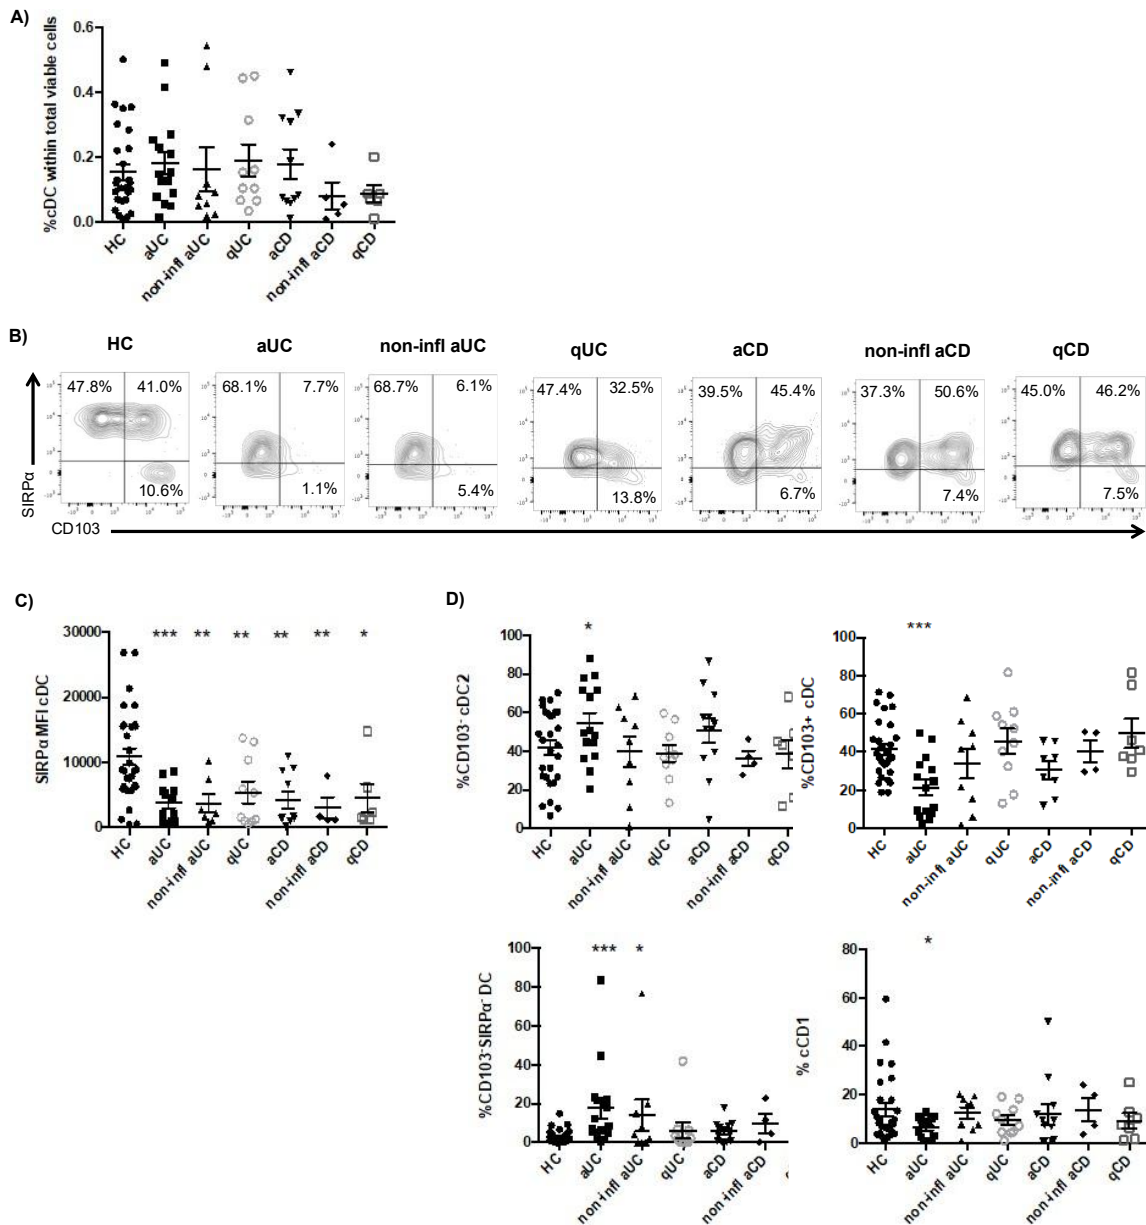 A)
%cDC within total viable cells
0.6
0.4
0.2
0.0
HC
aUC
non-infl aUC
qUC
aCD
non-infl aCD
qCD
B)
HC
aUC
non-infl aUC
qUC
aCD
non-infl aCD
qCD
47.8% 41.0%
10.6%
68.1% 7.7%
1.1%
68.7% 6.1%
5.4%
47.4% 32.5%
13.8%
39.5% 45.4%
6.7%
37.3% 50.6%
7.4%
45.0% 46.2%
7.5%
SIRPα
CD103
C)
SIRPα MFI cDC
30000
20000
10000
0
*** ** ** ** ** *
HC
aUC
non-infl aUC
qUC
aCD
non-infl aCD
qCD
D)
%CD103⁻ cDC2
100
80
60
40
20
0
*
HC
aUC
non-infl aUC
qUC
aCD
non-infl aCD
qCD
%CD103+ cDC
100
80
60
40
20
0
***
HC
aUC
non-infl aUC
qUC
aCD
non-infl aCD
qCD
%CD103⁻SIRPα⁻ DC
100
80
60
40
20
0
*** *
HC
aUC
non-infl aUC
qUC
aCD
non-infl aCD
% cCD1
80
60
40
20
0
*
HC
aUC
non-infl aUC
qUC
aCD
non-infl aCD
qCD